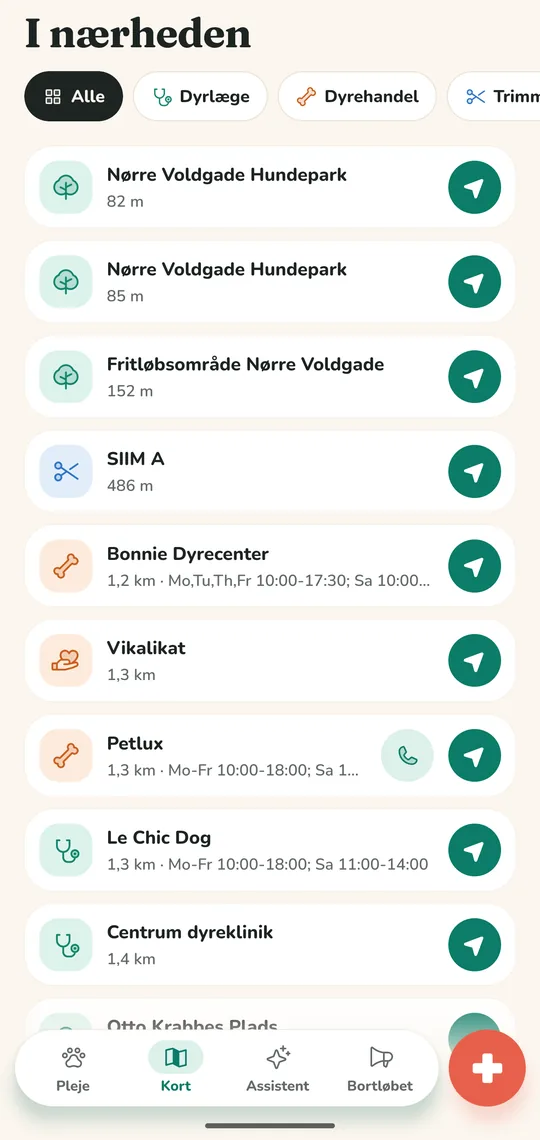 I nærheden
Alle
Dyrlæge
Dyrehandel
Trimm
Nørre Voldgade Hundepark
82 m
Nørre Voldgade Hundepark
85 m
Fritløbsområde Nørre Voldgade
152 m
SIIM A
486 m
Bonnie Dyrecenter
1,2 km · Mo,Tu,Th,Fr 10:00-17:30; Sa 10:00...
Vikalikat
1,3 km
Petlux
1,3 km · Mo-Fr 10:00-18:00; Sa 1...
Le Chic Dog
1,3 km · Mo-Fr 10:00-18:00; Sa 11:00-14:00
Centrum dyreklinik
1,4 km
Otto Krabbes Plads
Pleje
Kort
Assistent
Bortløbet